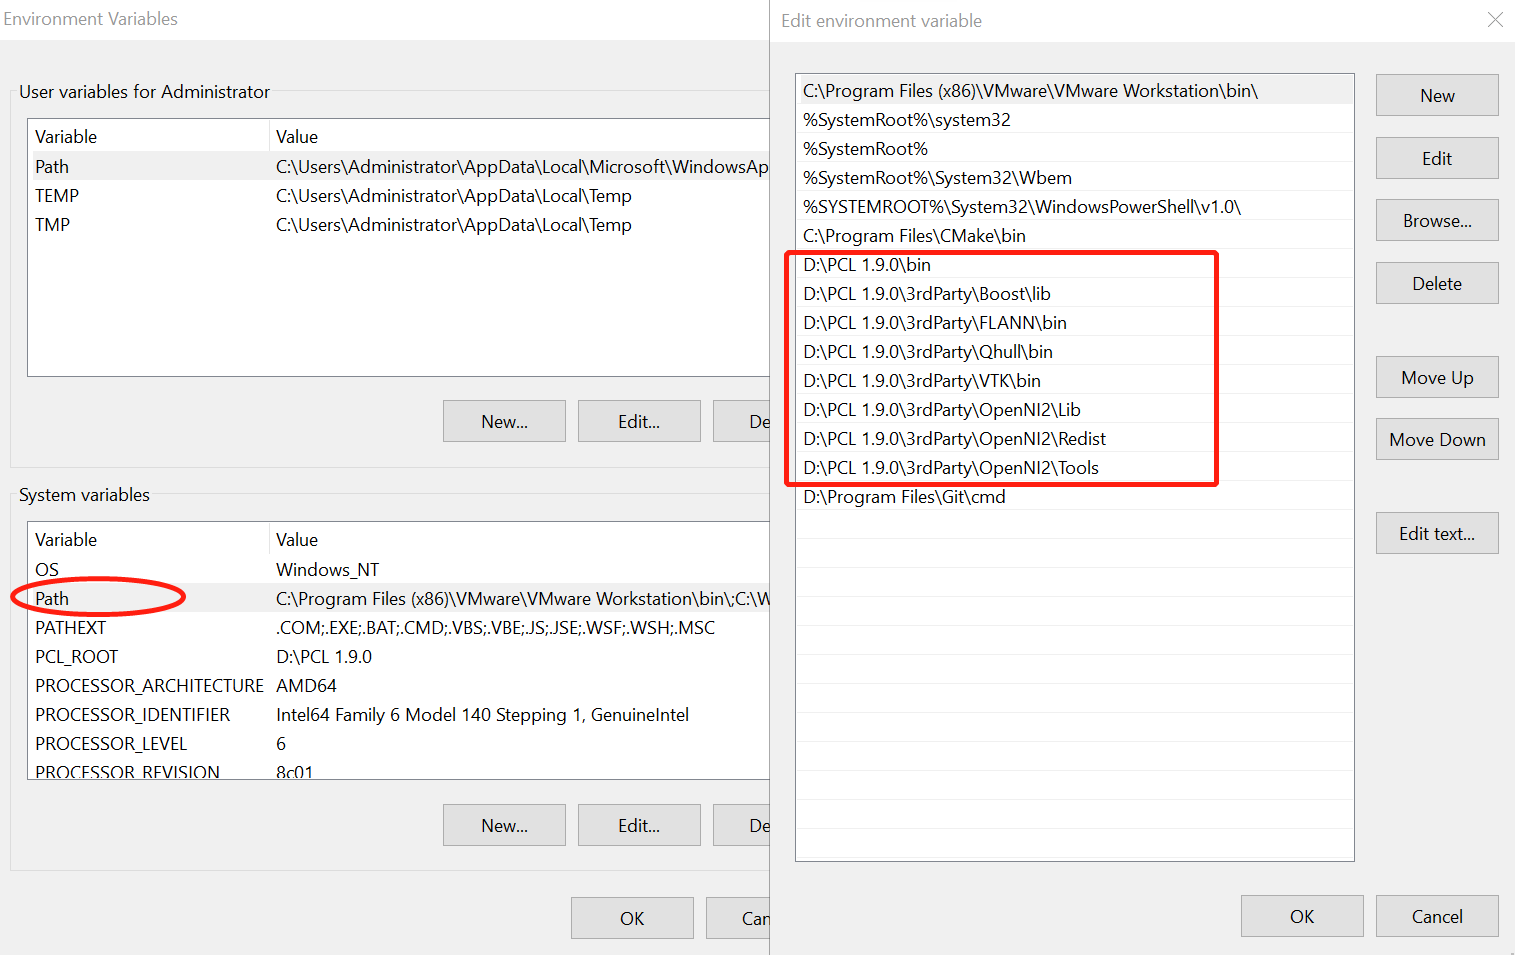 Environment Variables
User variables for Administrator
Variable Value
Path C:\Users\Administrator\AppData\Local\Microsoft\WindowsAp
TEMP C:\Users\Administrator\AppData\Local\Temp
TMP C:\Users\Administrator\AppData\Local\Temp
New... Edit... De
System variables
Variable Value
OS Windows_NT
Path C:\Program Files (x86)\VMware\VMware Workstation\bin\;C:\W
PATHEXT .COM;.EXE;.BAT;.CMD;.VBS;.VBE;.JS;.JSE;.WSF;.WSH;.MSC
PCL_ROOT D:\PCL 1.9.0
PROCESSOR_ARCHITECTURE AMD64
PROCESSOR_IDENTIFIER Intel64 Family 6 Model 140 Stepping 1, GenuineIntel
PROCESSOR_LEVEL 6
PROCESSOR_REVISION 8c01
New... Edit... De
OK Can
Edit environment variable
C:\Program Files (x86)\VMware\VMware Workstation\bin\
%SystemRoot%\system32
%SystemRoot%
%SystemRoot%\System32\Wbem
%SYSTEMROOT%\System32\WindowsPowerShell\v1.0\
C:\Program Files\CMake\bin
D:\PCL 1.9.0\bin
D:\PCL 1.9.0\3rdParty\Boost\lib
D:\PCL 1.9.0\3rdParty\FLANN\bin
D:\PCL 1.9.0\3rdParty\Qhull\bin
D:\PCL 1.9.0\3rdParty\VTK\bin
D:\PCL 1.9.0\3rdParty\OpenNI2\Lib
D:\PCL 1.9.0\3rdParty\OpenNI2\Redist
D:\PCL 1.9.0\3rdParty\OpenNI2\Tools
D:\Program Files\Git\cmd
New
Edit
Browse...
Delete
Move Up
Move Down
Edit text...
OK Cancel